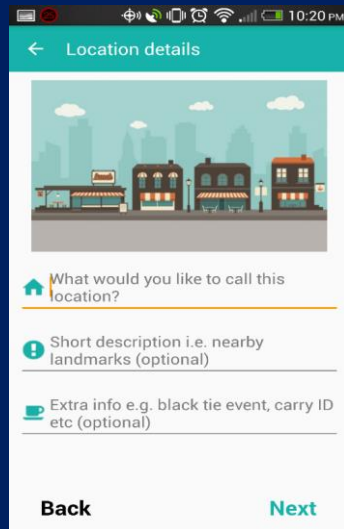 10:20 PM
Location details
What would you like to call this
location?
Short description i.e. nearby
landmarks (optional)
Extra info e.g. black tie event, carry ID
etc (optional)
Back
Next